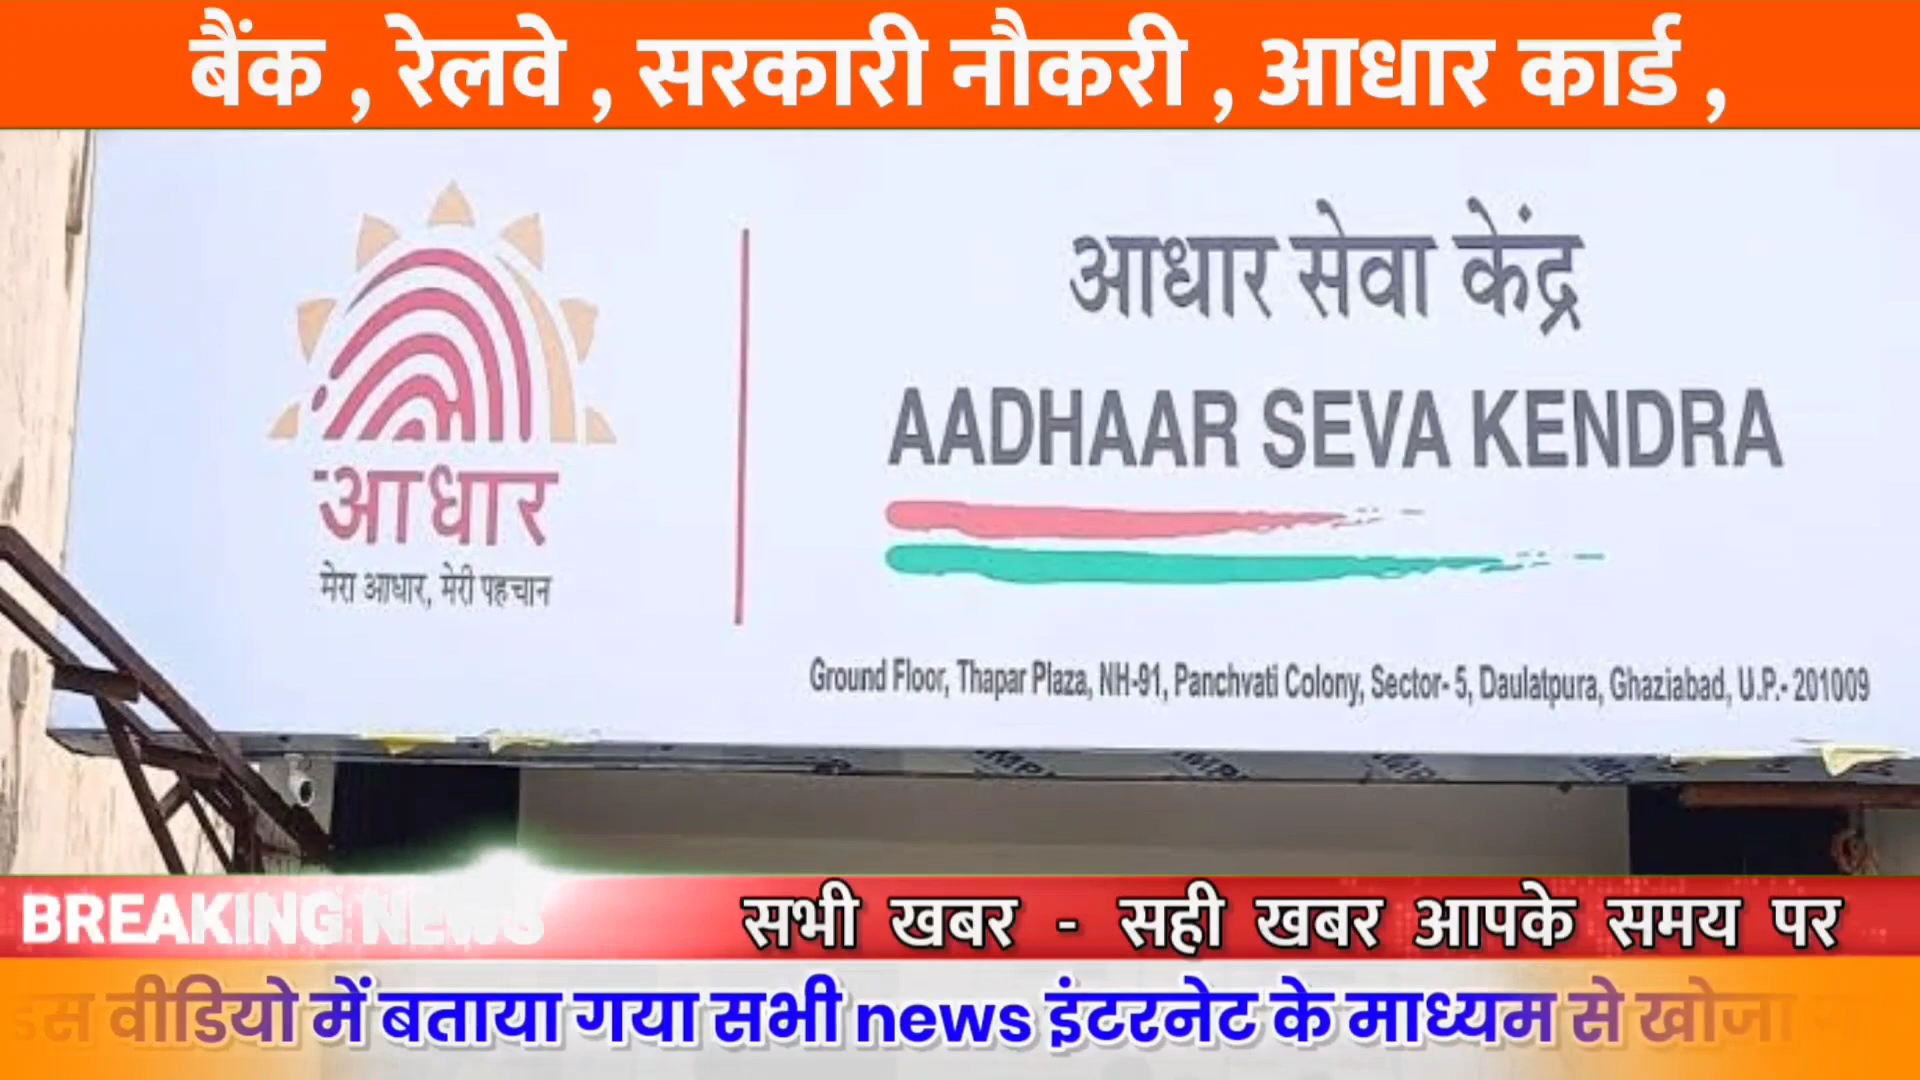 बैंक , रेलवे , सरकारी नौकरी , आधार कार्ड ,
आधार
मेरा आधार, मेरी पहचान
आधार सेवा केंद्र
AADHAAR SEVA KENDRA
Ground Floor, Thapar Plaza, NH-91, Panchvati Colony, Sector- 5, Daulatpura, Ghaziabad, U.P.- 201009
BREAKING NEWS
सभी खबर - सही खबर आपके समय पर
इस वीडियो में बताया गया सभी news इंटरनेट के माध्यम से खोजा